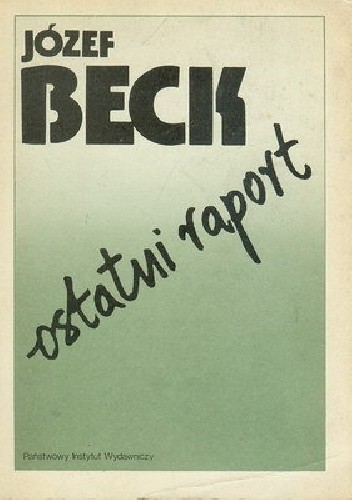 JÓZEF
BECK
ostatni raport
Państwowy Instytut Wydawniczy